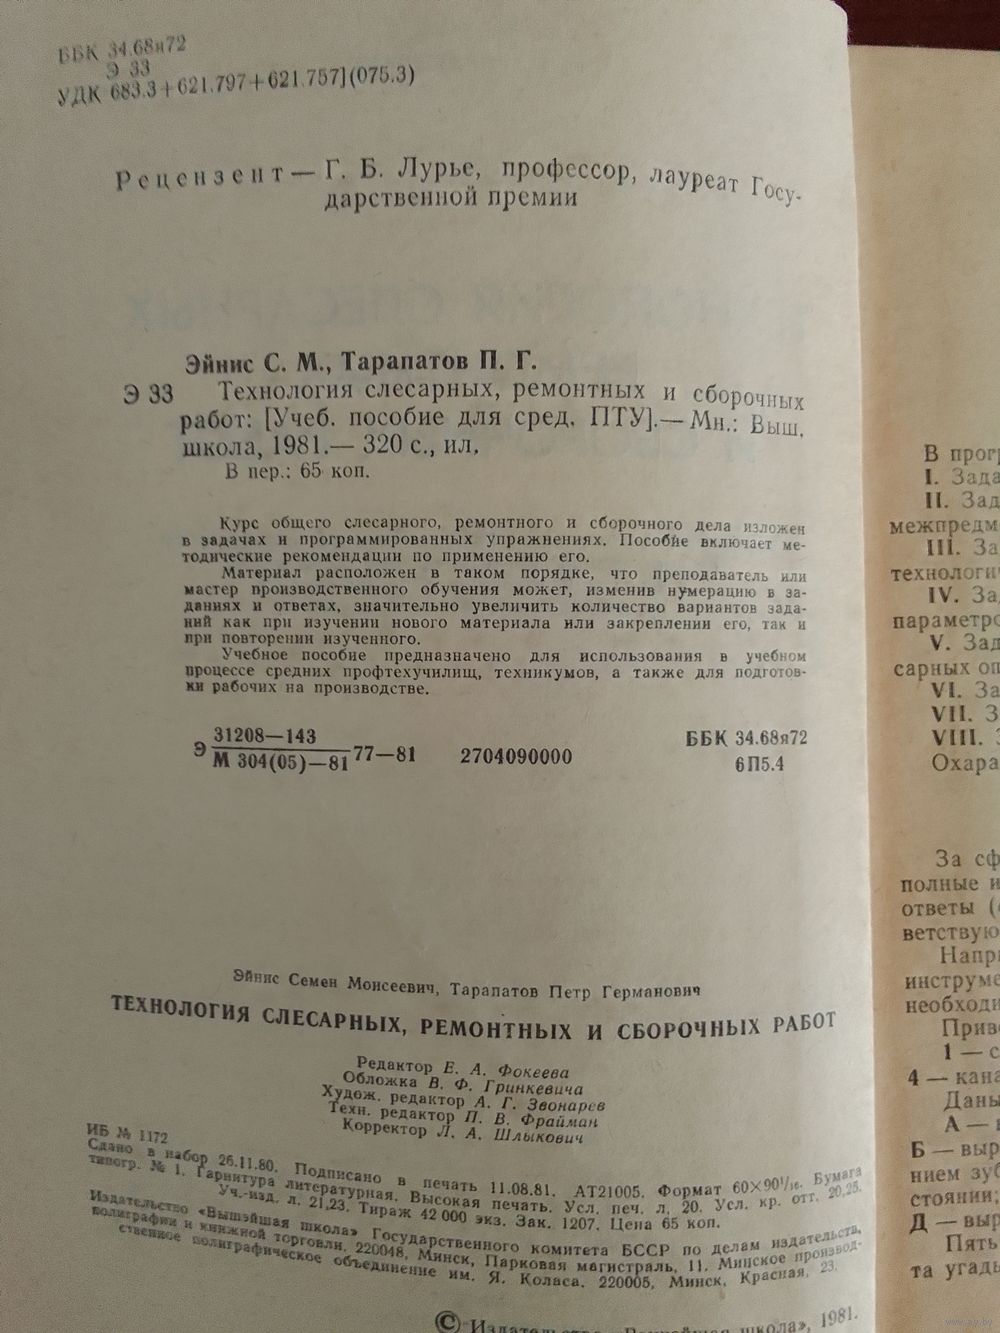 ББК 34.68я72
Э 33
УДК 683.3+621.797+621.757](075.3)
Рецензент — Г. Б. Лурье, профессор, лауреат Госу-
дарственной премии
Эйнис С. М., Тарапатов П. Г.
Э 33 Технология слесарных, ремонтных и сборочных
работ: [Учеб. пособие для сред. ПТУ].— Мн.: Выш.
школа, 1981.— 320 с., ил.
В пер.: 65 коп.
Курс общего слесарного, ремонтного и сборочного дела изложен
в задачах и программированных упражнениях. Пособие включает ме-
тодические рекомендации по применению его.
Материал расположен в таком порядке, что преподаватель или
мастер производственного обучения может, изменив нумерацию в за-
даниях и ответах, значительно увеличить количество вариантов зада-
ний как при изучении нового материала или закреплении его, так и
при повторении изученного.
Учебное пособие предназначено для использования в учебном
процессе средних профтехучилищ, техникумов, а также для подготов-
ки рабочих на производстве.
Э 31208—143
М 304(05)—81 77—81 2704090000
ББК 34.68я72
6П5.4
Эйнис Семен Моисеевич, Тарапатов Петр Германович
ТЕХНОЛОГИЯ СЛЕСАРНЫХ, РЕМОНТНЫХ И СБОРОЧНЫХ РАБОТ
Редактор Е. А. Фокеева
Обложка В. Ф. Гринкевича
Худож. редактор А. Г. Звонарев
Техн. редактор П. В. Фрайман
Корректор Л. А. Шлыкович
ИБ № 1172
Сдано в набор 26.11.80. Подписано в печать 11.08.81. АТ21005. Формат 60×90¹/₁₆. Бумага
типогр. № 1. Гарнитура литературная. Высокая печать. Усл. печ. л. 20. Усл. кр. отт. 20,25.
Уч.-изд. л. 21,23. Тираж 42 000 экз. Зак. 1207. Цена 65 коп.
Издательство «Вышэйшая школа» Государственного комитета БССР по делам издательств,
полиграфии и книжной торговли. 220048, Минск, Парковая магистраль, 11. Минское производ-
ственное полиграфическое объединение им. Я. Коласа. 220005, Минск, Красная, 23.
© Издательство «Вышэйшая школа», 1981.
В прогр
I. Зада
II. Зад
межпредм
III. За
технологич
IV. За
параметро
V. Зад
сарных оп
VI. За
VII. З
VIII.
Охара
За сф
полные и
ответы (
ветствую
Напри
инструме
необходи
Приве
1 — с
4 — кана
Даны
А —
Б — выр
нием зу
стоянии;
Д — выр
Пять
та угадь